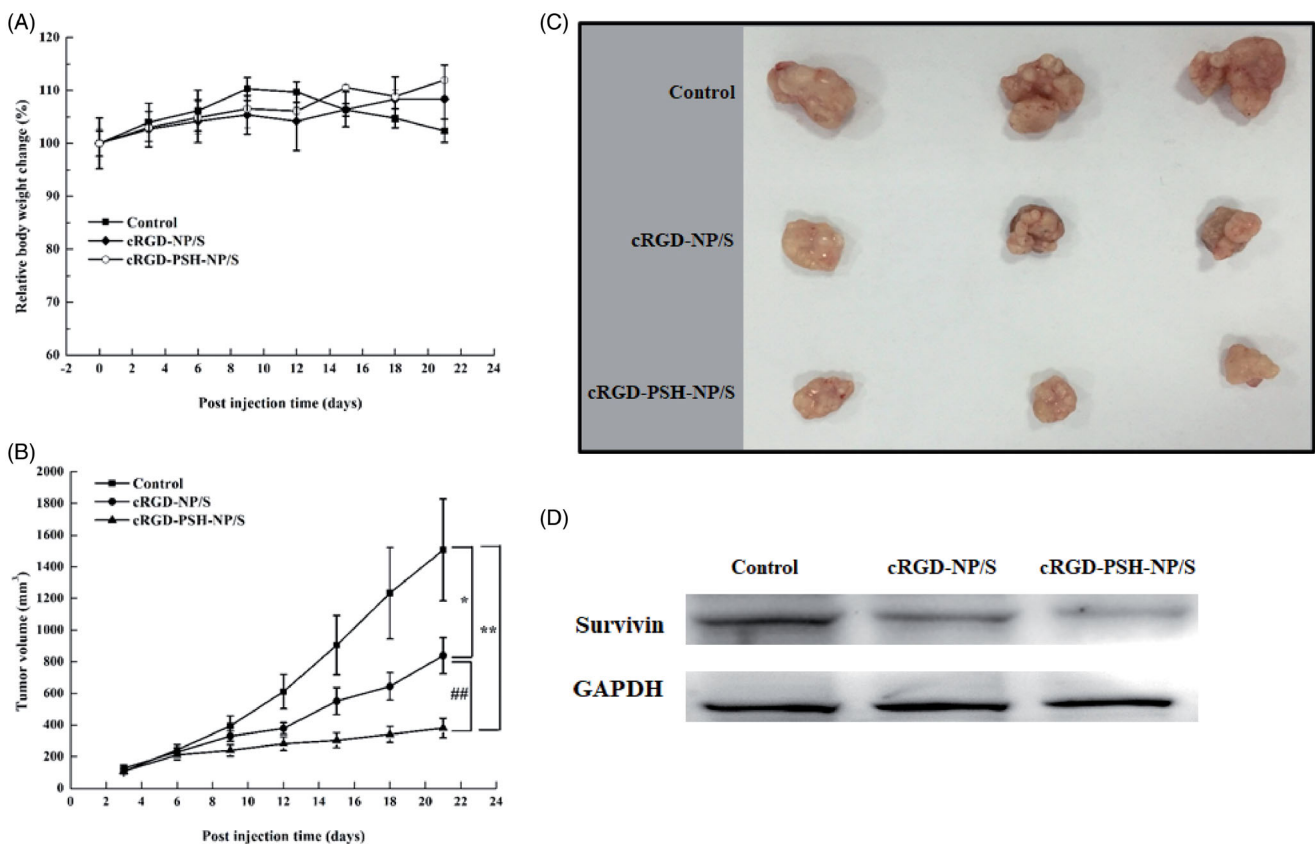 (A)
120
110
100
90
80
70
60
Relative body weight change (%)
Control
cRGD-NP/S
cRGD-PSH-NP/S
-2 0 2 4 6 8 10 12 14 16 18 20 22 24
Post injection time (days)
(B)
2000
1800
1600
1400
1200
1000
800
600
400
200
0
Tumor volume (mm³)
Control
cRGD-NP/S
cRGD-PSH-NP/S
*
**
##
0 2 4 6 8 10 12 14 16 18 20 22 24
Post injection time (days)
(C)
Control
cRGD-NP/S
cRGD-PSH-NP/S
(D)
Control cRGD-NP/S cRGD-PSH-NP/S
Survivin
GAPDH